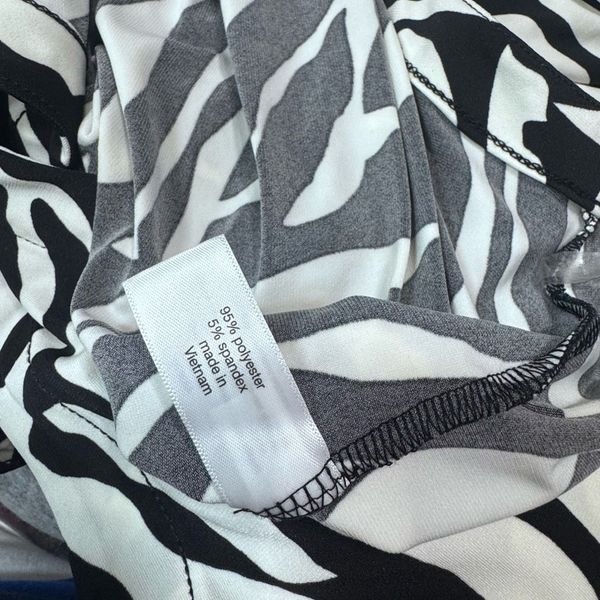 95% polyester
5% spandex
made in
Vietnam